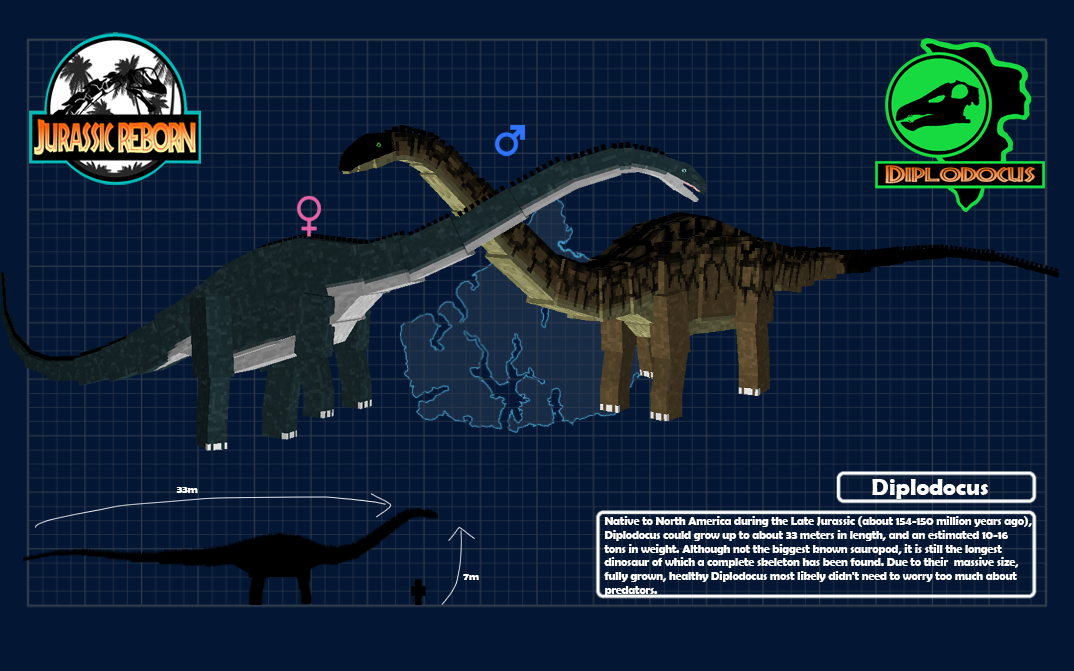 JURASSIC REBORN
DIPLODOCUS
33m
7m
Diplodocus
Native to North America during the Late Jurassic (about 154-150 million years ago),
Diplodocus could grow up to about 33 meters in length, and an estimated 10-16
tons in weight. Although not the biggest known sauropod, it is still the longest
dinosaur of which a complete skeleton has been found. Due to their  massive size,
fully grown, healthy Diplodocus most likely didn't need to worry too much about
predators.